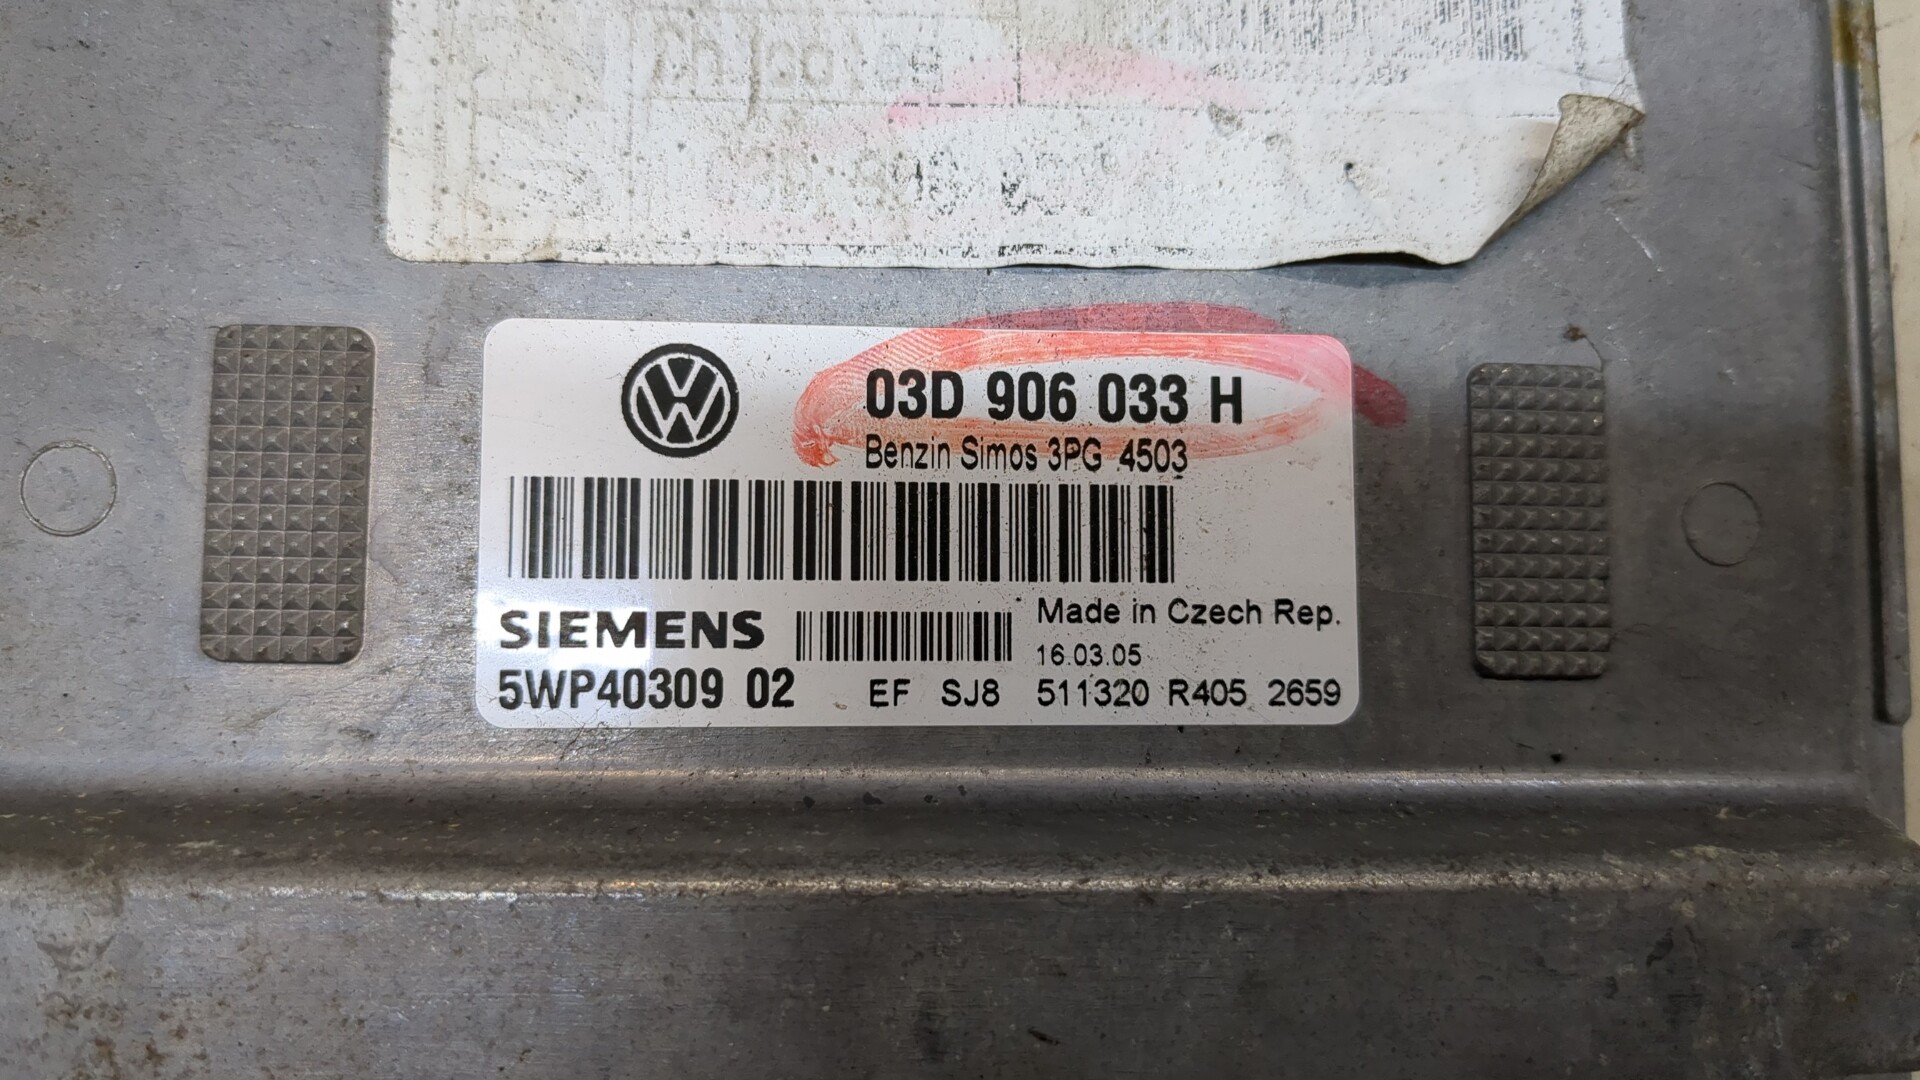 03D 906 033 H
Benzin Simos 3PG 4503
SIEMENS
Made in Czech Rep.
16.03.05
5WP40309 02 EF SJ8 511320 R405 2659